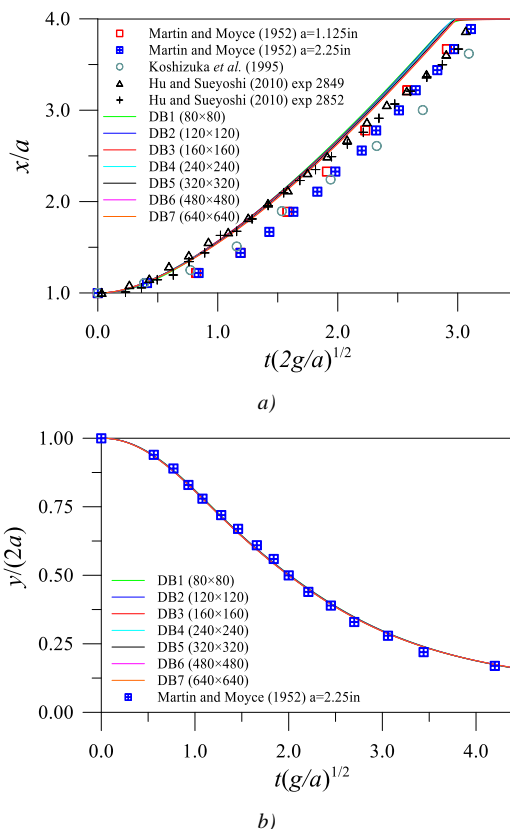 a)
4.0
Martin and Moyce (1952) a=1.125in
Martin and Moyce (1952) a=2.25in
Koshizuka et al. (1995)
Hu and Sueyoshi (2010) exp 2849
Hu and Sueyoshi (2010) exp 2852
DB1 (80×80)
DB2 (120×120)
DB3 (160×160)
DB4 (240×240)
DB5 (320×320)
DB6 (480×480)
DB7 (640×640)
3.0
x/a
2.0
1.0
0.0 1.0 2.0 3.0
t(2g/a)^1/2
a)
1.00
0.75
y/(2a)
0.50
0.25
0.00
DB1 (80×80)
DB2 (120×120)
DB3 (160×160)
DB4 (240×240)
DB5 (320×320)
DB6 (480×480)
DB7 (640×640)
Martin and Moyce (1952) a=2.25in
0.0 1.0 2.0 3.0 4.0
t(g/a)^1/2
b)